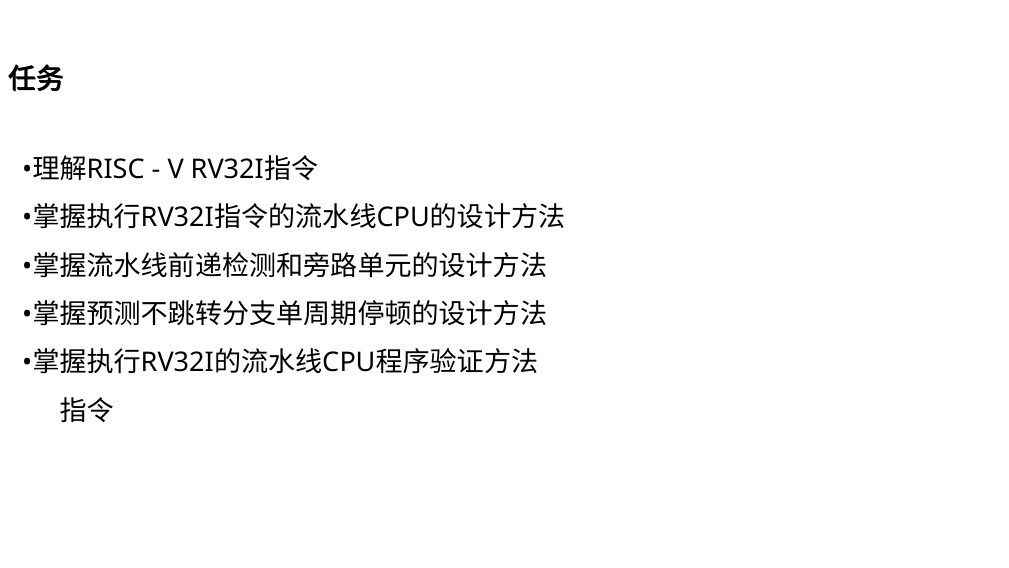 任务
•理解RISC - V RV32I指令
•掌握执行RV32I指令的流水线CPU的设计方法
•掌握流水线前递检测和旁路单元的设计方法
•掌握预测不跳转分支单周期停顿的设计方法
•掌握执行RV32I的流水线CPU程序验证方法
指令